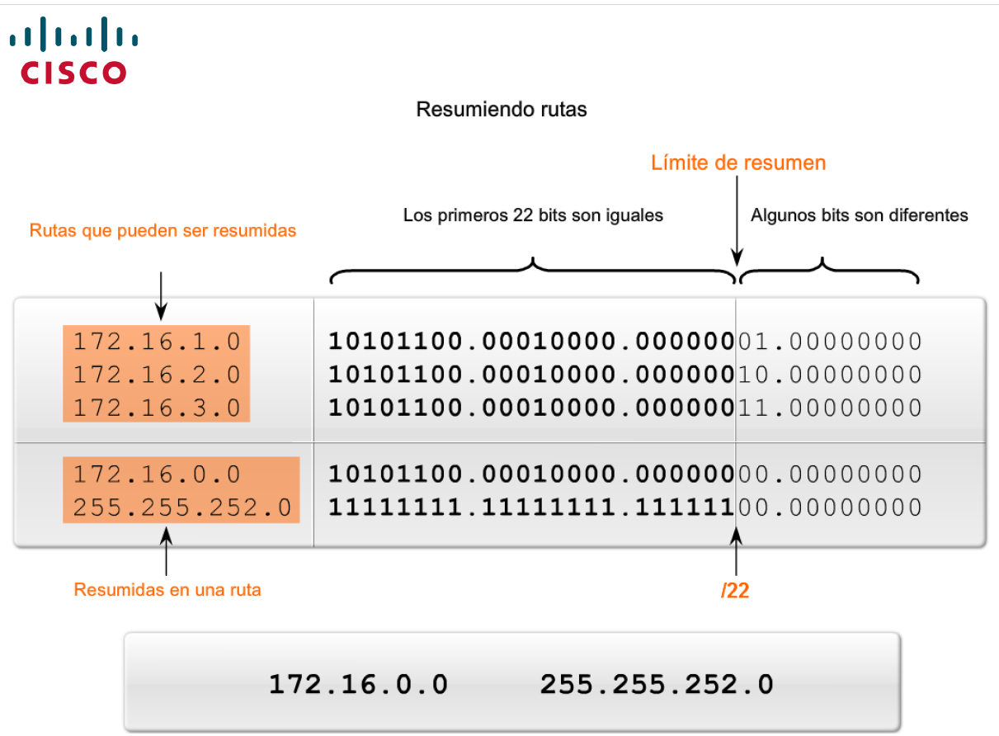 CISCO
Resumiendo rutas
Límite de resumen
Los primeros 22 bits son iguales
Algunos bits son diferentes
Rutas que pueden ser resumidas
172.16.1.0 10101100.00010000.00000001.00000000
172.16.2.0 10101100.00010000.00000010.00000000
172.16.3.0 10101100.00010000.00000011.00000000
172.16.0.0 10101100.00010000.00000000.00000000
255.255.252.0 11111111.11111111.11111100.00000000
Resumidas en una ruta
/22
172.16.0.0 255.255.252.0